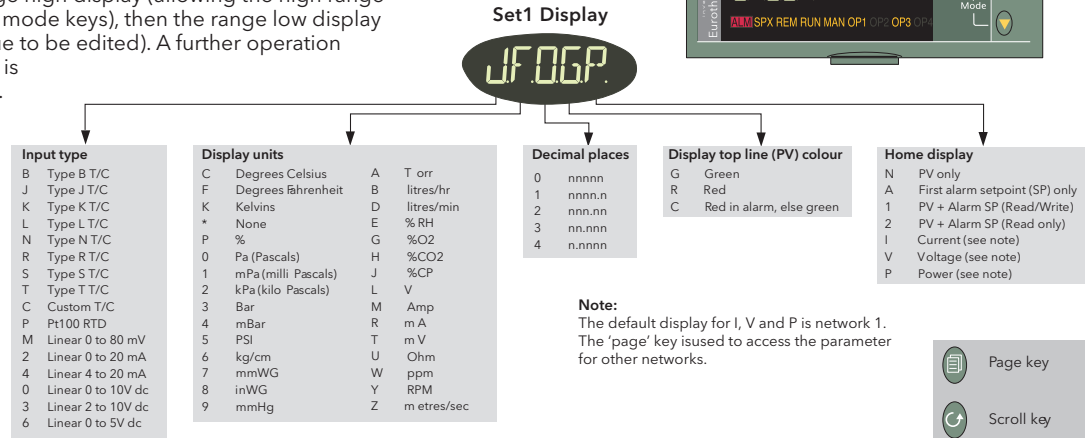 ge high display (allowing the high range
mode keys), then the range low display
ue to be edited). A further operation
is
.
Set1 Display
J.F.0.G.P.
Euroth
ALM SPX REM RUN MAN OP1 OP2 OP3 OP4
Mode
Input type
B Type B T/C
J Type J T/C
K Type K T/C
L Type L T/C
N Type N T/C
R Type R T/C
S Type S T/C
T Type T T/C
C Custom T/C
P Pt100 RTD
M Linear 0 to 80 mV
2 Linear 0 to 20 mA
4 Linear 4 to 20 mA
0 Linear 0 to 10V dc
3 Linear 2 to 10V dc
6 Linear 0 to 5V dc
Display units
C Degrees Celsius
F Degrees Fahrenheit
K Kelvins
* None
P %
0 Pa (Pascals)
1 mPa (milli Pascals)
2 kPa (kilo Pascals)
3 Bar
4 mBar
5 PSI
6 kg/cm
7 mmWG
8 inWG
9 mmHg
A T orr
B litres/hr
D litres/min
E % RH
G %O2
H %CO2
J %CP
L V
M Amp
R m A
T m V
U Ohm
W ppm
Y RPM
Z m etres/sec
Decimal places
0 nnnnn
1 nnnn.n
2 nnn.nn
3 nn.nnn
4 n.nnnn
Display top line (PV) colour
G Green
R Red
C Red in alarm, else green
Home display
N PV only
A First alarm setpoint (SP) only
1 PV + Alarm SP (Read/Write)
2 PV + Alarm SP (Read only)
I Current (see note)
V Voltage (see note)
P Power (see note)
Note:
The default display for I, V and P is network 1.
The ‘page’ key isused to access the parameter
for other networks.
Page key
Scroll key